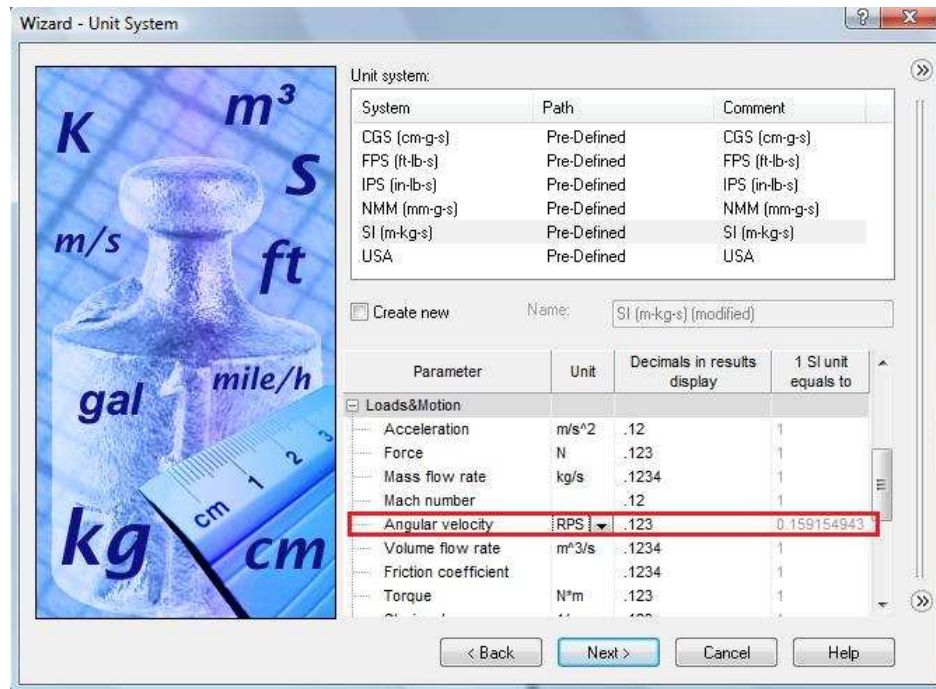 Wizard - Unit System
K
m³
s
m/s
ft
gal
mile/h
kg
cm 1 2 3
cm
Unit system:
System Path Comment
CGS (cm-g-s) Pre-Defined CGS (cm-g-s)
FPS (ft-lb-s) Pre-Defined FPS (ft-lb-s)
IPS (in-lb-s) Pre-Defined IPS (in-lb-s)
NMM (mm-g-s) Pre-Defined NMM (mm-g-s)
SI (m-kg-s) Pre-Defined SI (m-kg-s)
USA Pre-Defined USA
Create new Name: SI (m-kg-s) (modified)
Parameter Unit Decimals in results display 1 SI unit equals to
Loads&Motion
Acceleration m/s^2 .12 1
Force N .123 1
Mass flow rate kg/s .1234 1
Mach number .12 1
Angular velocity RPS .123 0.159154943
Volume flow rate m^3/s .1234 1
Friction coefficient .1234 1
Torque N*m .123 1
< Back Next > Cancel Help